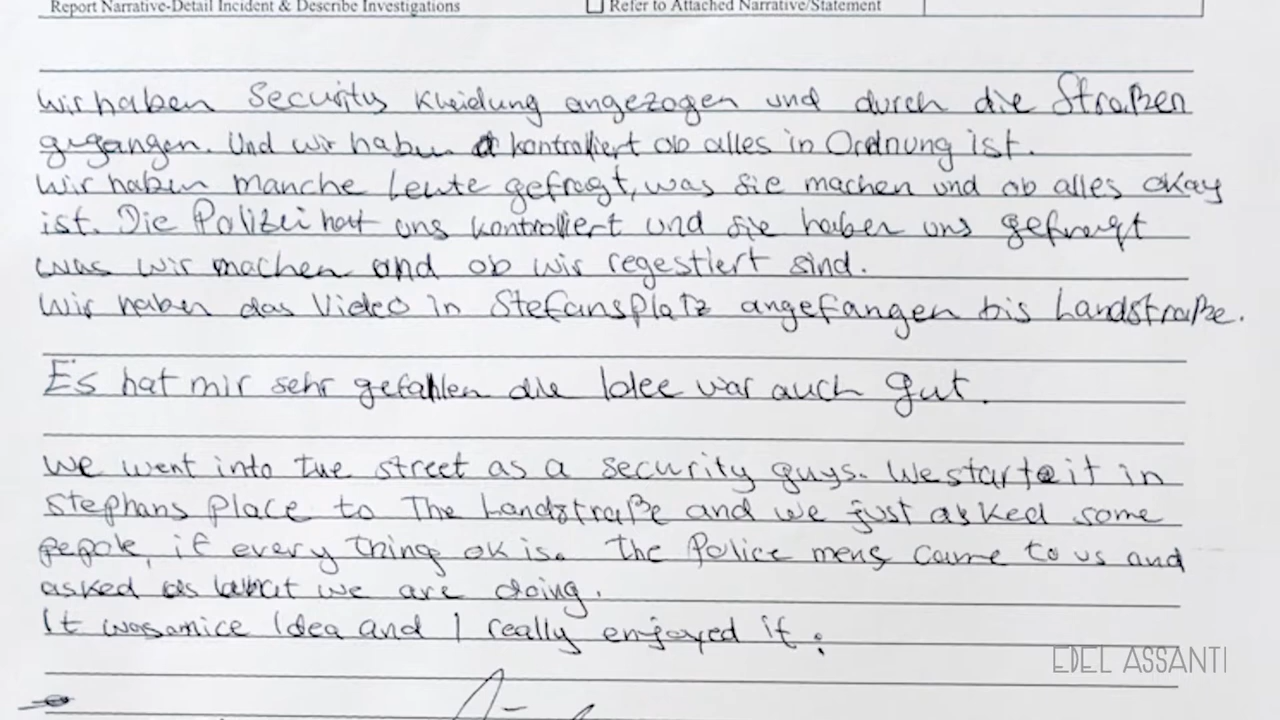 Report Narrative-Detail Incident & Describe Investigations
Refer to Attached Narrative/Statement
Wir haben Security Kleidung angezogen und durch die Straßen
gegangen. Und wir haben kontrolliert ob alles in Ordnung ist.
Wir haben manche Leute gefragt, was sie machen und ob alles okay
ist. Die Polizei hat uns kontrolliert und sie haben uns gefragt
was wir machen und ob wir regestiert sind.
Wir haben das Video in Stefansplatz angefangen bis Landstraße.
Es hat mir sehr gefallen die Idee war auch gut.
we went into the street as a security guys. We starte it in
Stephans Place to The Landstraße and we just asked some
pepole, if every thing ok is. The Police mens came to us and
asked us what we are doing.
It was a nice Idea and I really enjoyed it.
EDEL ASSANTI